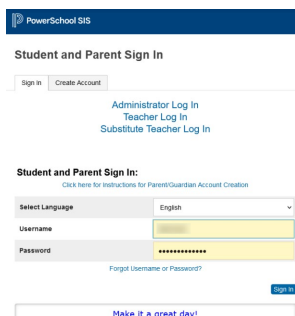 PowerSchool SIS
Student and Parent Sign In
Sign In Create Account
Administrator Log In
Teacher Log In
Substitute Teacher Log In
Student and Parent Sign In:
Click here for Instructions for Parent/Guardian Account Creation
Select Language English
Username
Password •••••••••••••
Forgot Username or Password?
Sign In
Make it a great day!